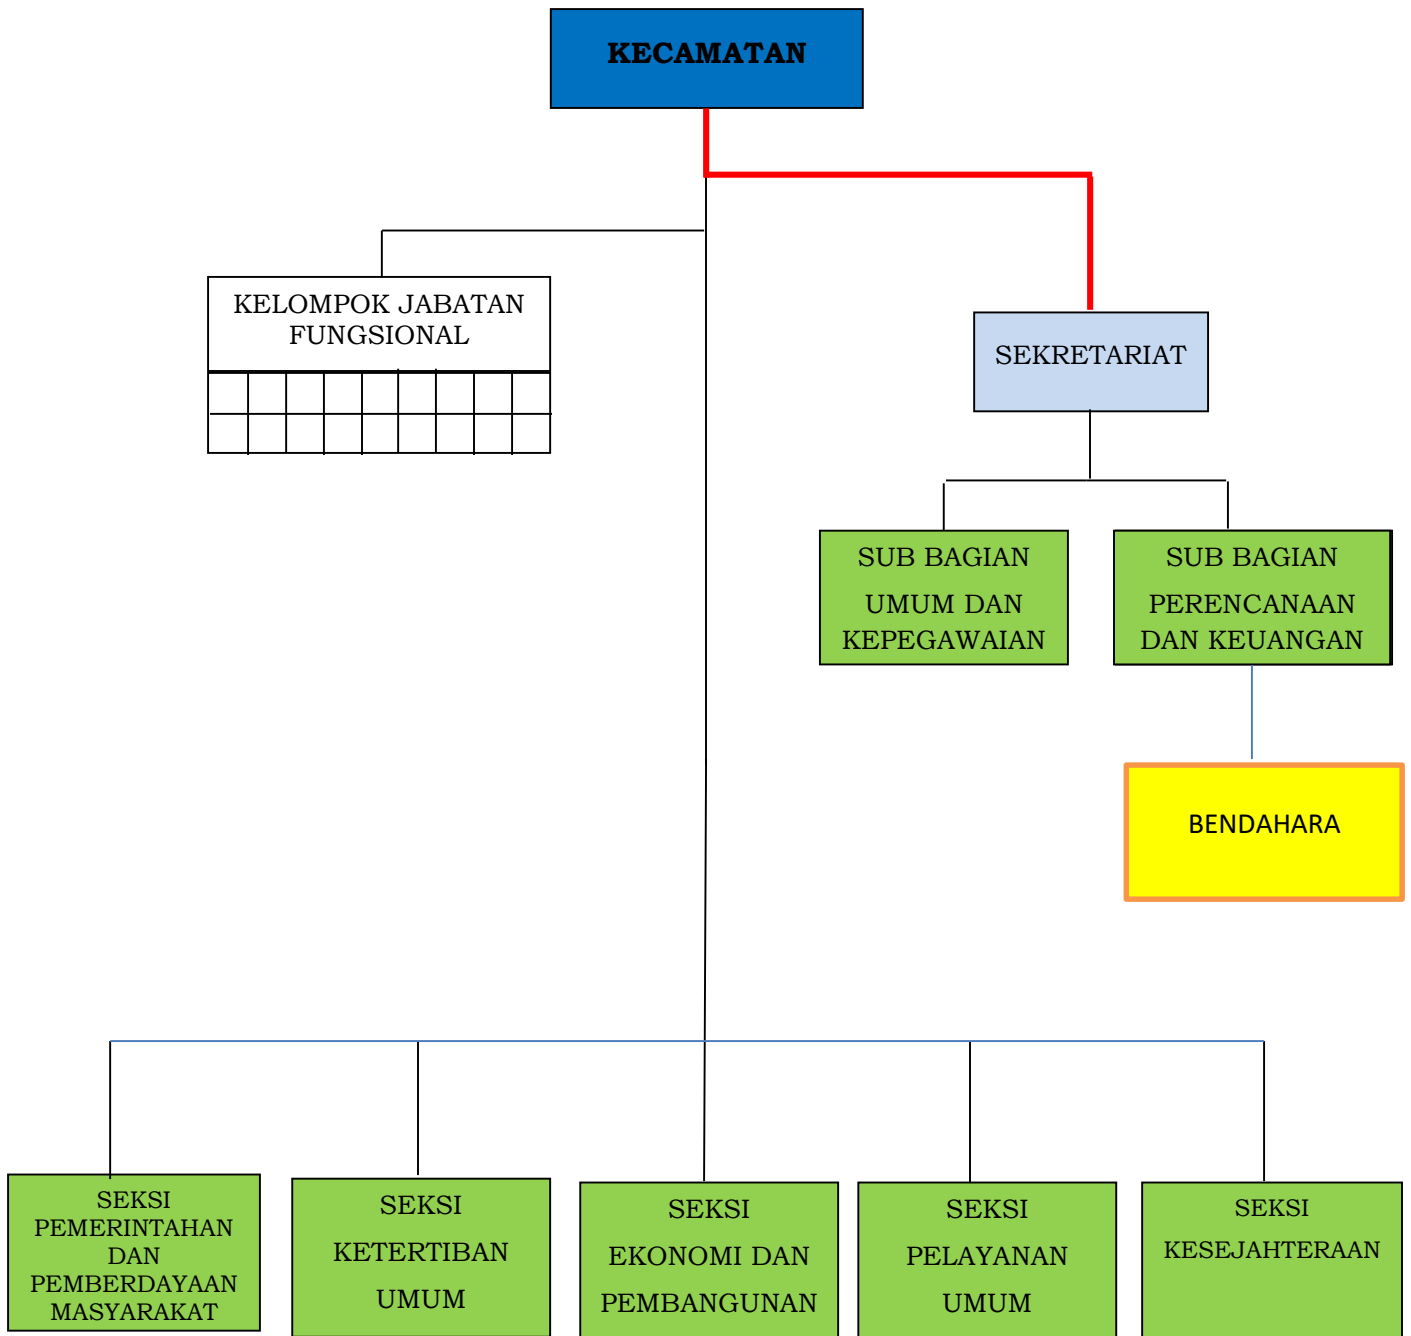 KECAMATAN
KELOMPOK JABATAN
FUNGSIONAL
SEKRETARIAT
SUB BAGIAN
UMUM DAN
KEPEGAWAIAN
SUB BAGIAN
PERENCANAAN
DAN KEUANGAN
BENDAHARA
SEKSI
PEMERINTAHAN
DAN
PEMBERDAYAAN
MASYARAKAT
SEKSI
KETERTIBAN
UMUM
SEKSI
EKONOMI DAN
PEMBANGUNAN
SEKSI
PELAYANAN
UMUM
SEKSI
KESEJAHTERAAN